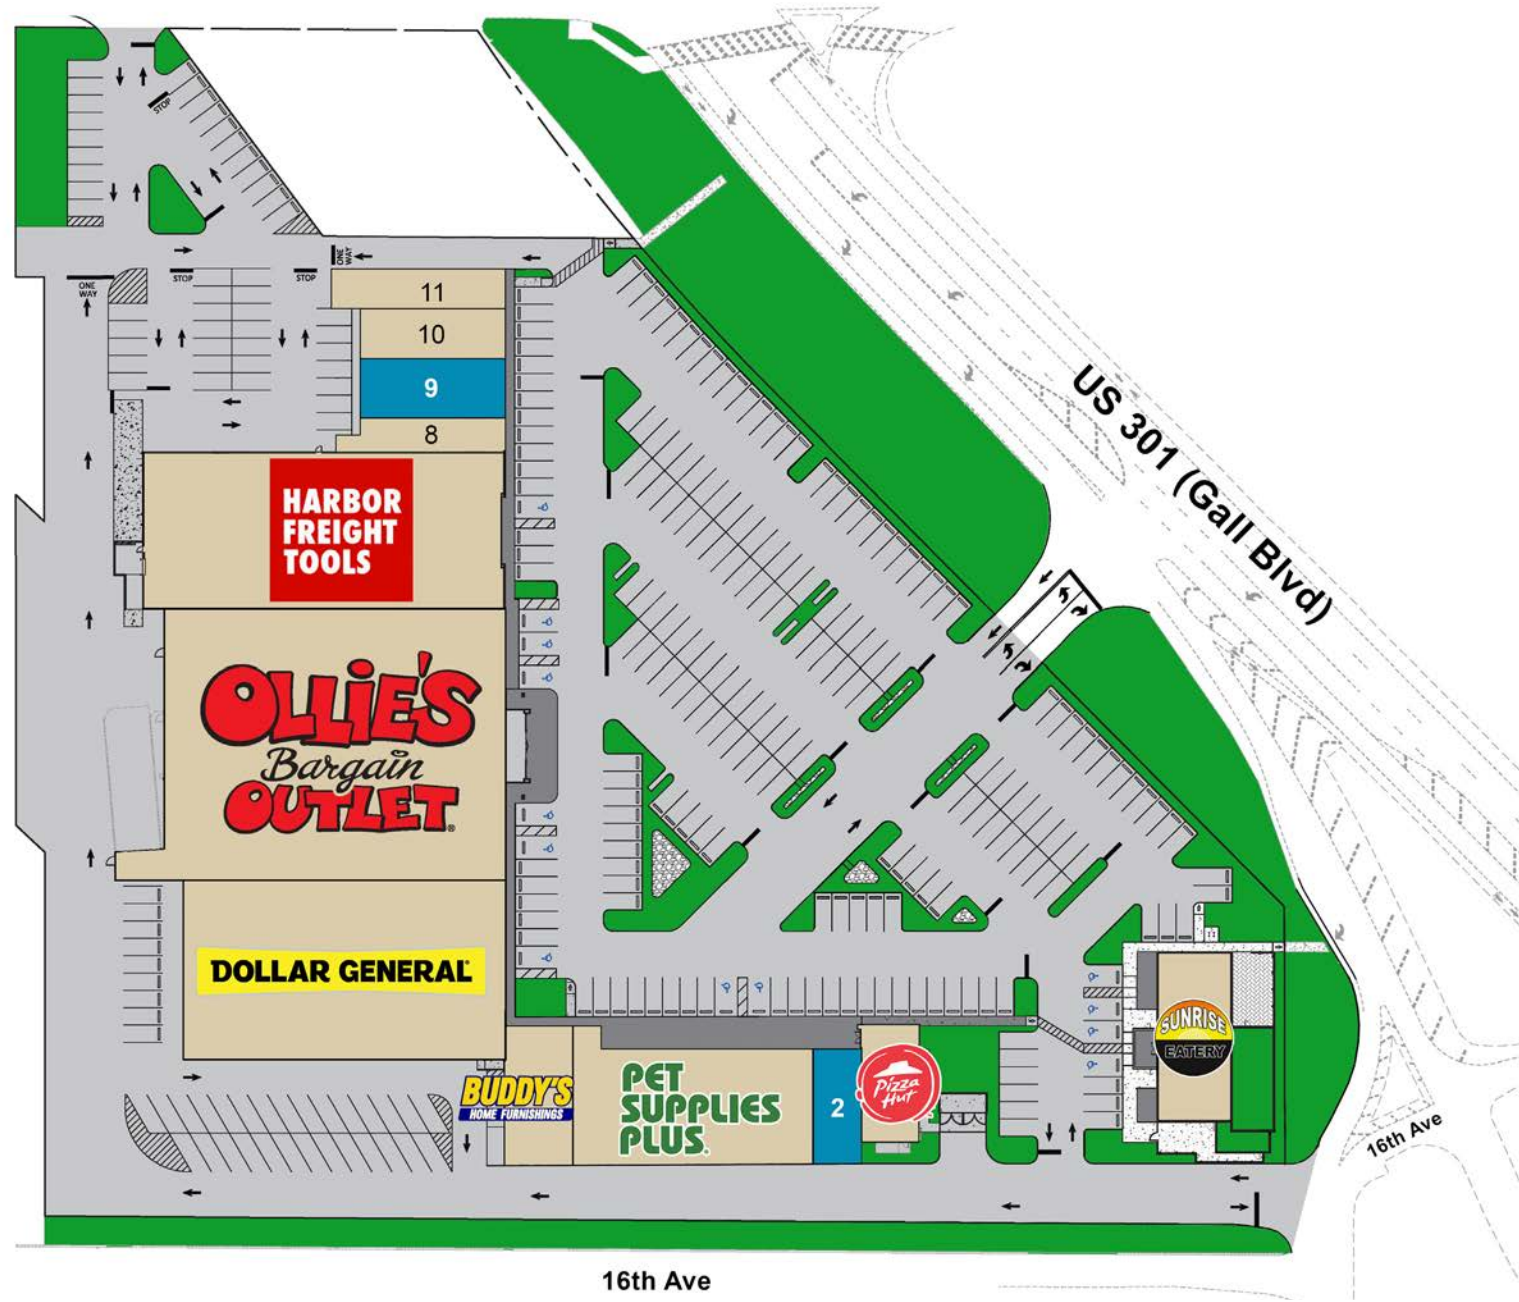 STOP
ONE
WAY
STOP
STOP
ONE
WAY
11
10
9
8
US 301 (Gall Blvd)
HARBOR
FREIGHT
TOOLS
OLLIE'S
Bargain
OUTLET®
DOLLAR GENERAL
SUNRISE
EATERY
BUDDY'S
HOME FURNISHINGS
PET
SUPPLIES
PLUS.
2
Pizza
Hut
16th Ave
16th Ave